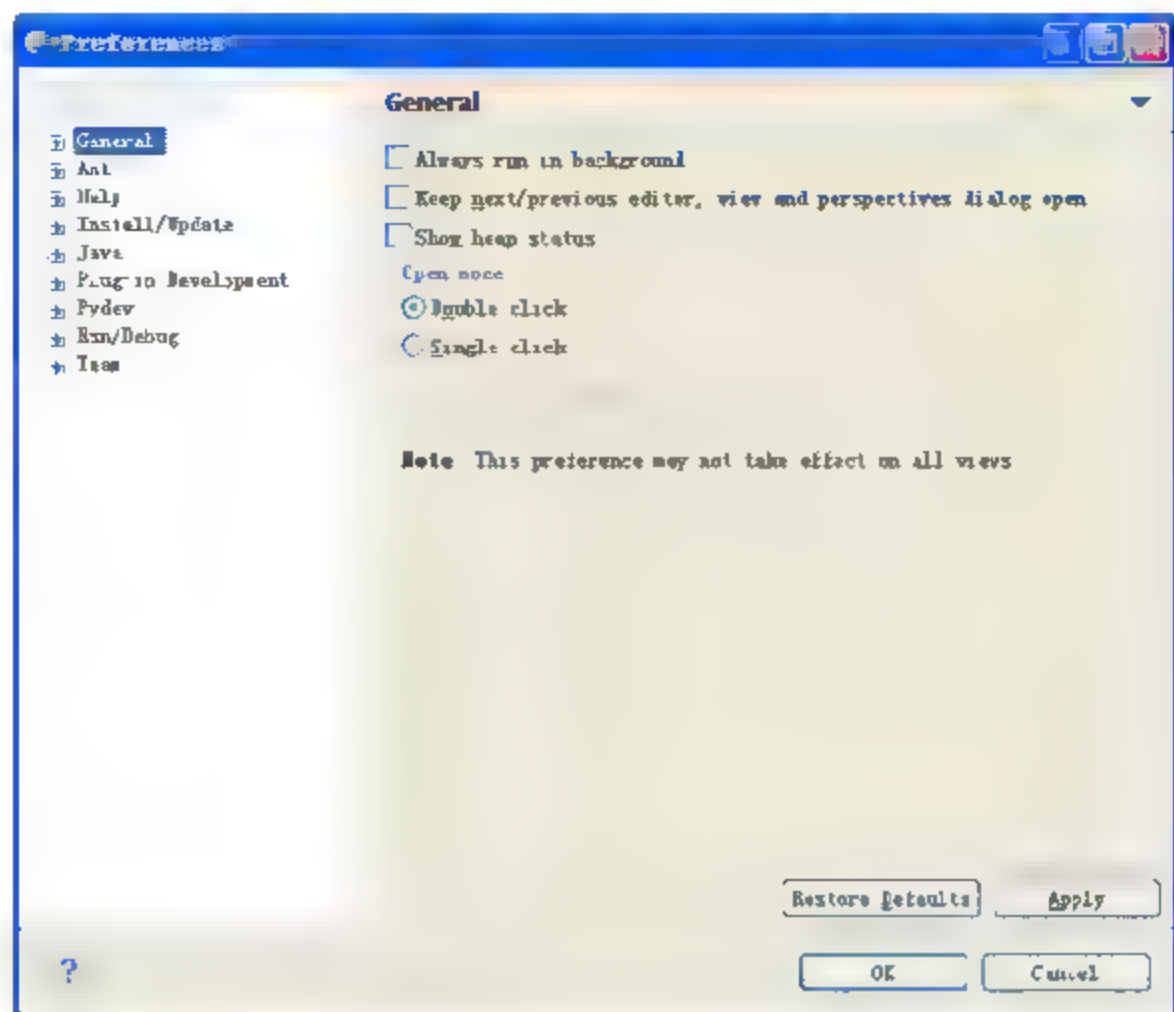 Preferences
General
General
Ant
Help
Install/Update
Java
Plug-in Development
Pydev
Run/Debug
Team
Always run in background
Keep next/previous editor, view and perspectives dialog open
Show heap status
Open mode
Double click
Single click
Note This preference may not take effect on all views
Restore Defaults
Apply
?
OK
Cancel